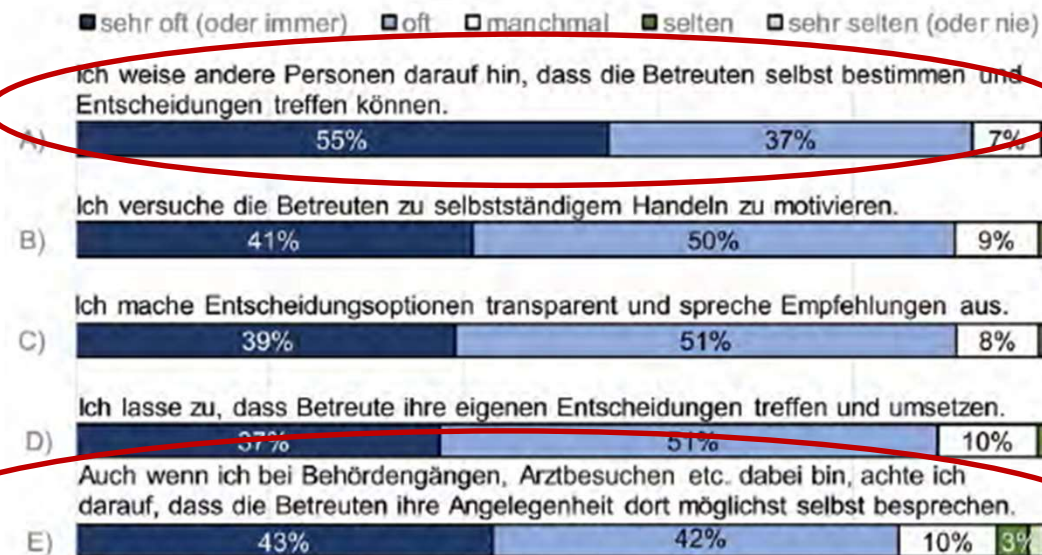 sehr oft (oder immer) oft manchmal selten sehr selten (oder nie)
Ich weise andere Personen darauf hin, dass die Betreuten selbst bestimmen und
Entscheidungen treffen können.
A) 55% 37% 7%
Ich versuche die Betreuten zu selbstständigem Handeln zu motivieren.
B) 41% 50% 9%
Ich mache Entscheidungsoptionen transparent und spreche Empfehlungen aus.
C) 39% 51% 8%
Ich lasse zu, dass Betreute ihre eigenen Entscheidungen treffen und umsetzen.
D) 37% 51% 10%
Auch wenn ich bei Behördengängen, Arztbesuchen etc. dabei bin, achte ich
darauf, dass die Betreuten ihre Angelegenheit dort möglichst selbst besprechen.
E) 43% 42% 10% 3%